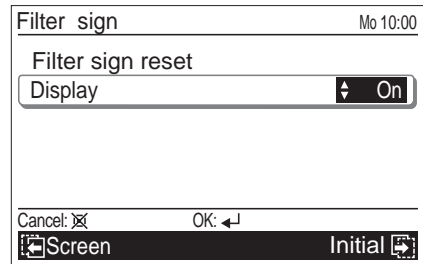 Filter sign Mo 10:00
Filter sign reset
Display On
Cancel: OK:
Screen Initial